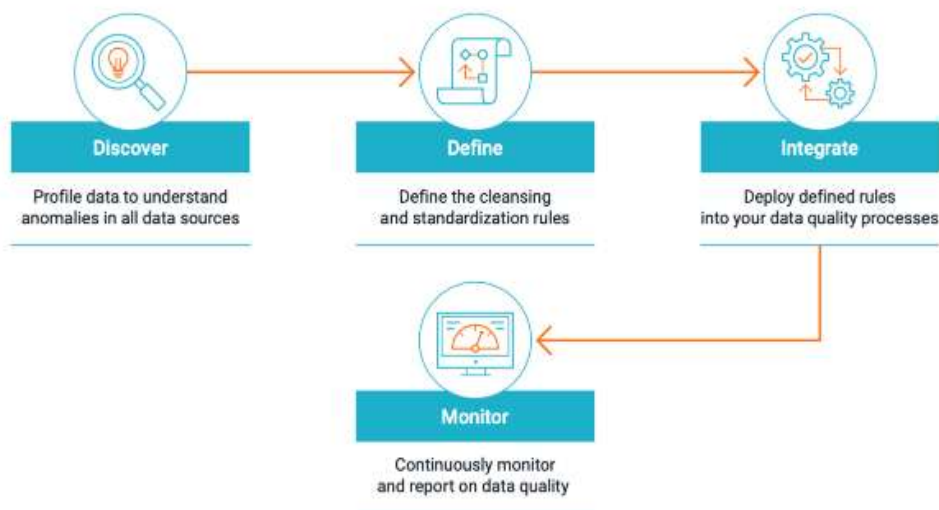 Discover
Profile data to understand
anomalies in all data sources
Define
Define the cleansing
and standardization rules
Integrate
Deploy defined rules
into your data quality processes
Monitor
Continuously monitor
and report on data quality